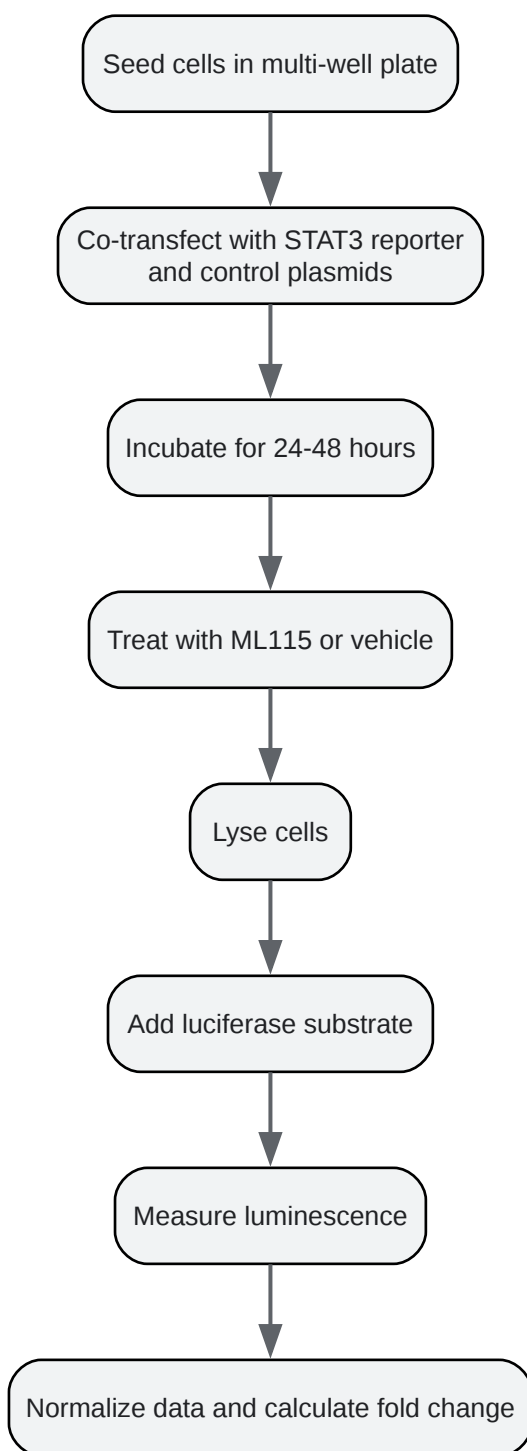 Seed cells in multi-well plate
Co-transfect with STAT3 reporter
and control plasmids
Incubate for 24-48 hours
Treat with ML115 or vehicle
Lyse cells
Add luciferase substrate
Measure luminescence
Normalize data and calculate fold change